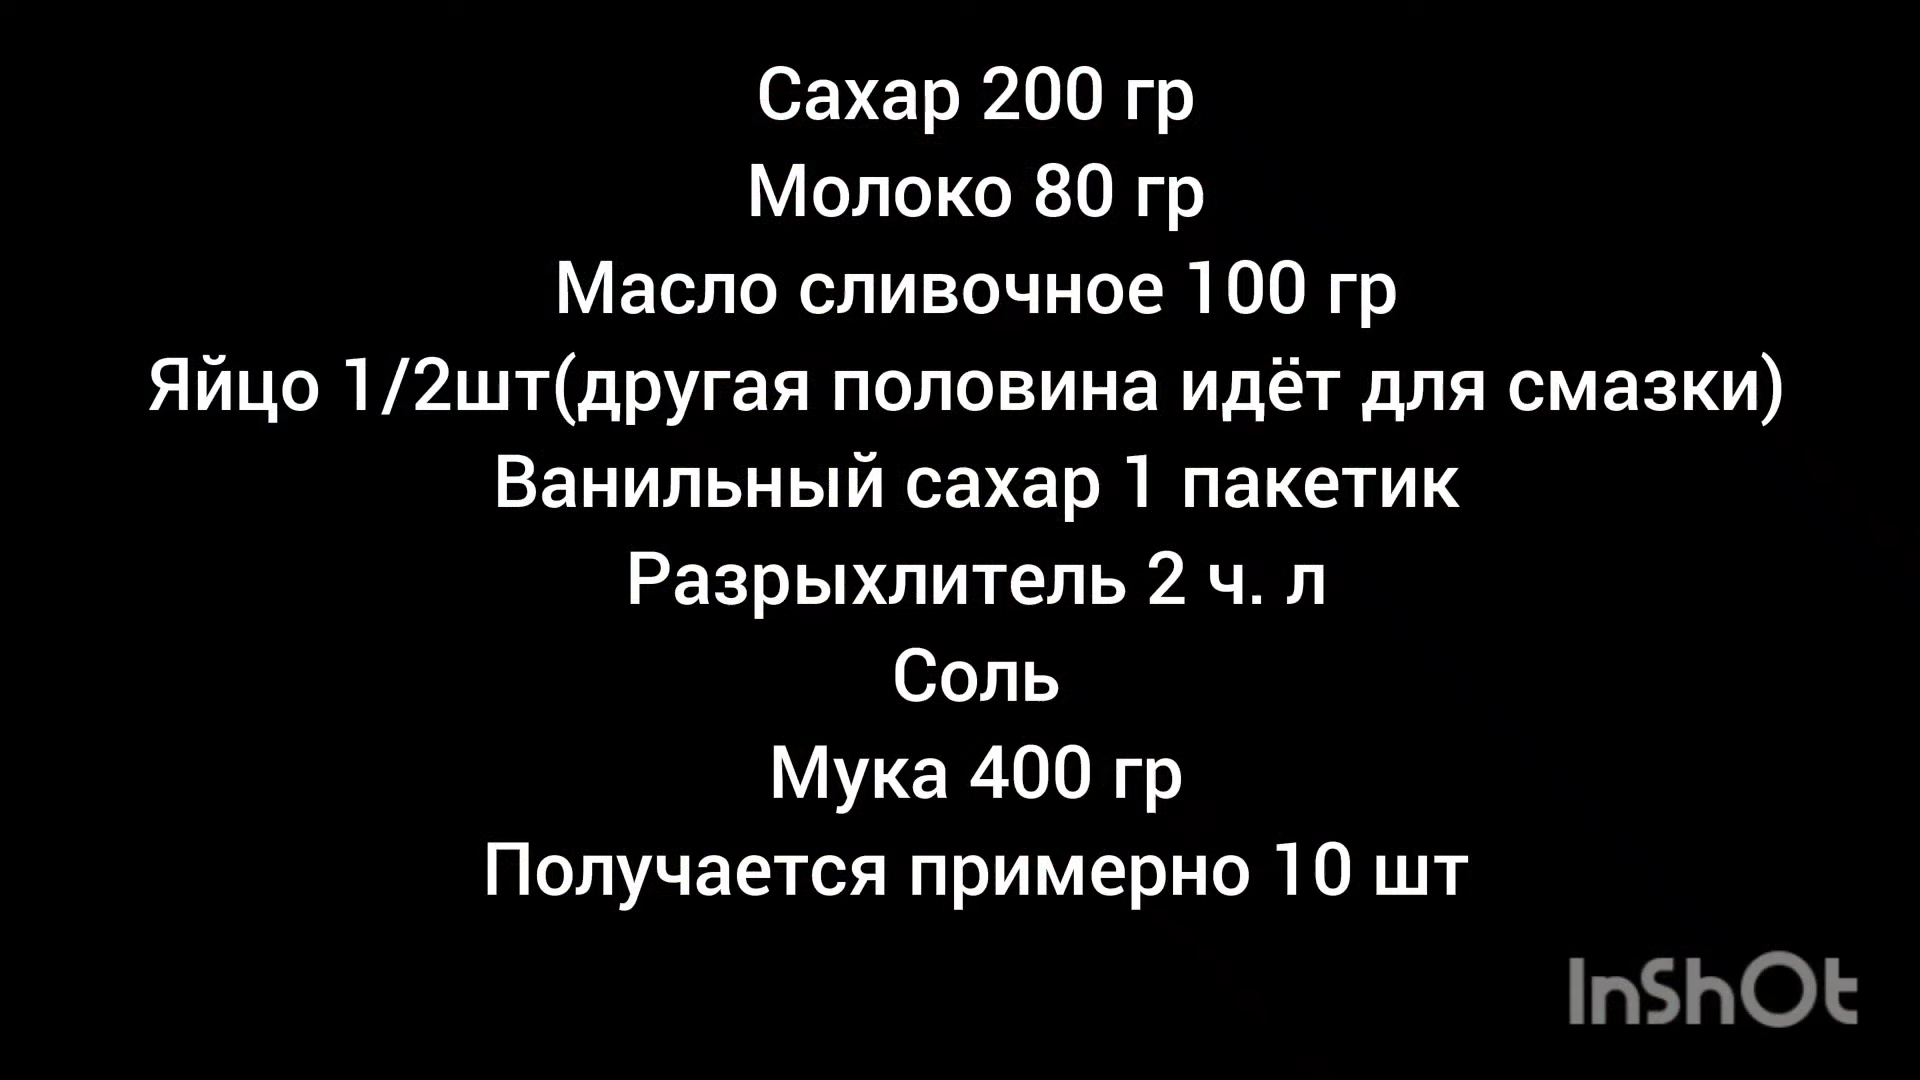 Сахар 200 гр
Молоко 80 гр
Масло сливочное 100 гр
Яйцо 1/2шт(другая половина идёт для смазки)
Ванильный сахар 1 пакетик
Разрыхлитель 2 ч. л
Соль
Мука 400 гр
Получается примерно 10 шт
InShOt